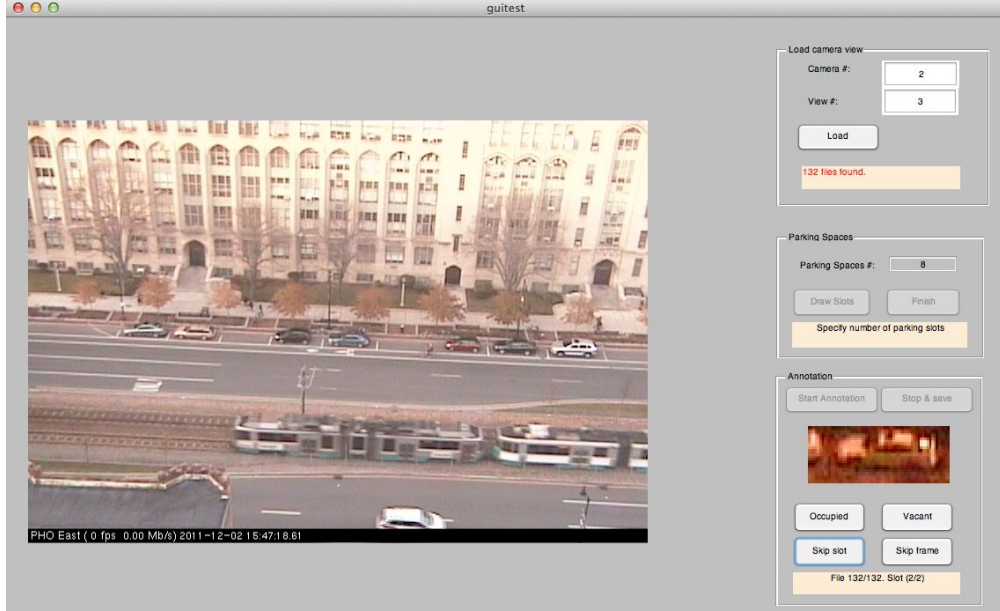 guitest
Load camera view
Camera #:
2
View #:
3
Load
132 files found.
Parking Spaces
Parking Spaces #:
8
Draw Slots
Finish
Specify number of parking slots
Annotation
Start Annotation
Stop & save
Occupied
Vacant
Skip slot
Skip frame
File 132/132. Slot (2/2)
PHO East ( 0 fps 0.00 Mb/s) 2011-12-02 15:47:18.61